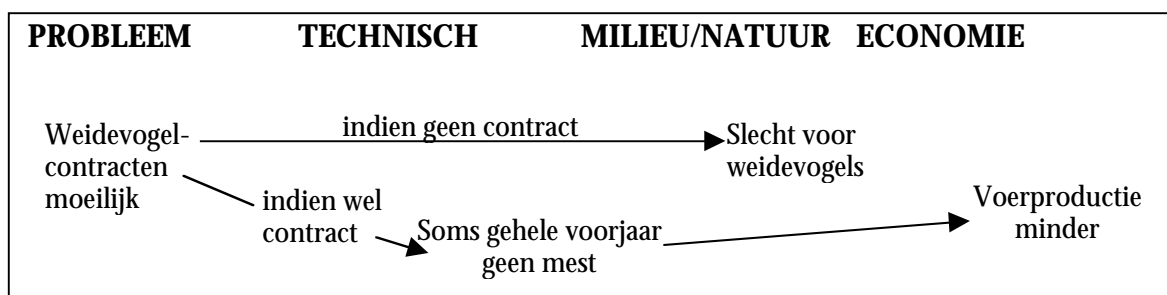 PROBLEEM TECHNISCH MILIEU/NATUUR ECONOMIE
indien geen contract
Weidevogel-
contracten
moeilijk
Slecht voor
weidevogels
indien wel
contract
Soms gehele voorjaar
geen mest
Voerproductie
minder